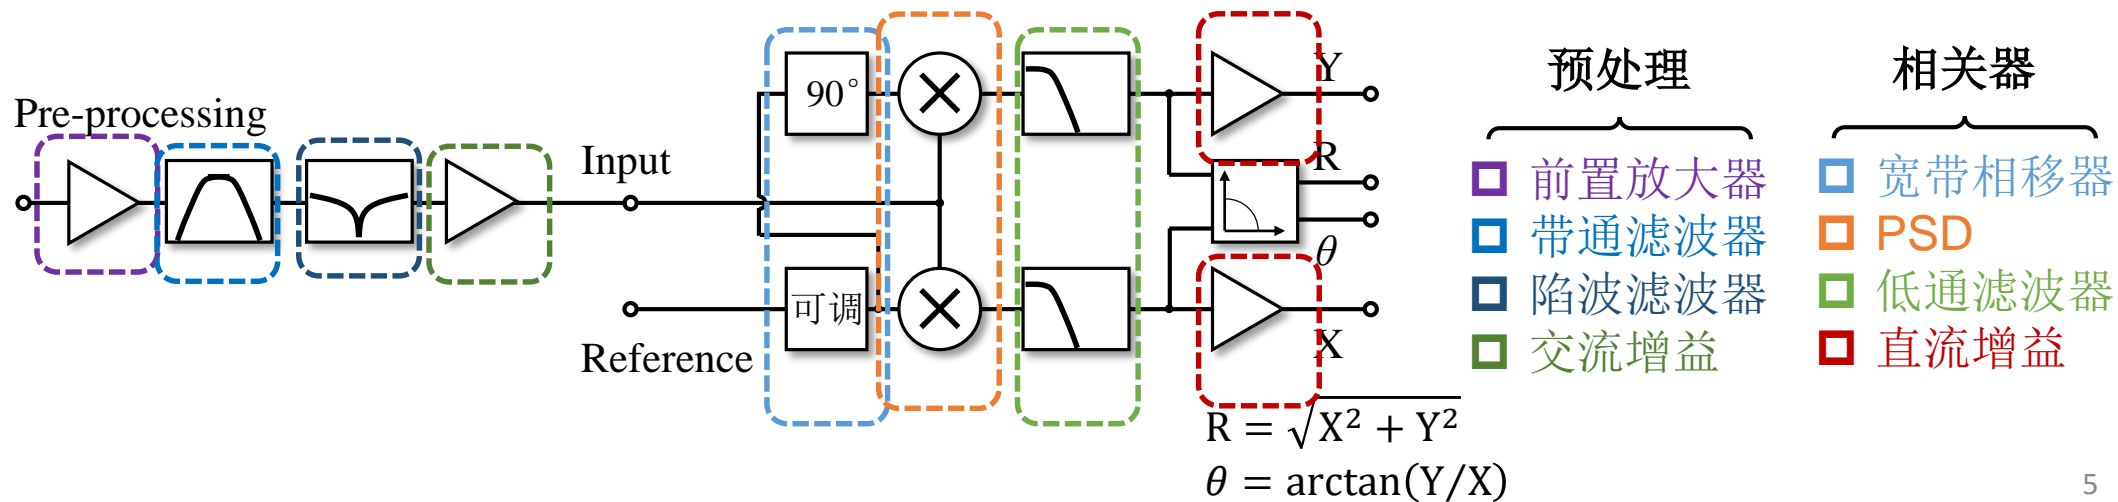 Pre-processing
Input
Reference
90°
可调
Y
R
θ
X
R = √X² + Y²
θ = arctan(Y/X)
预处理
前置放大器
带通滤波器
陷波滤波器
交流增益
相关器
宽带相移器
PSD
低通滤波器
直流增益
5